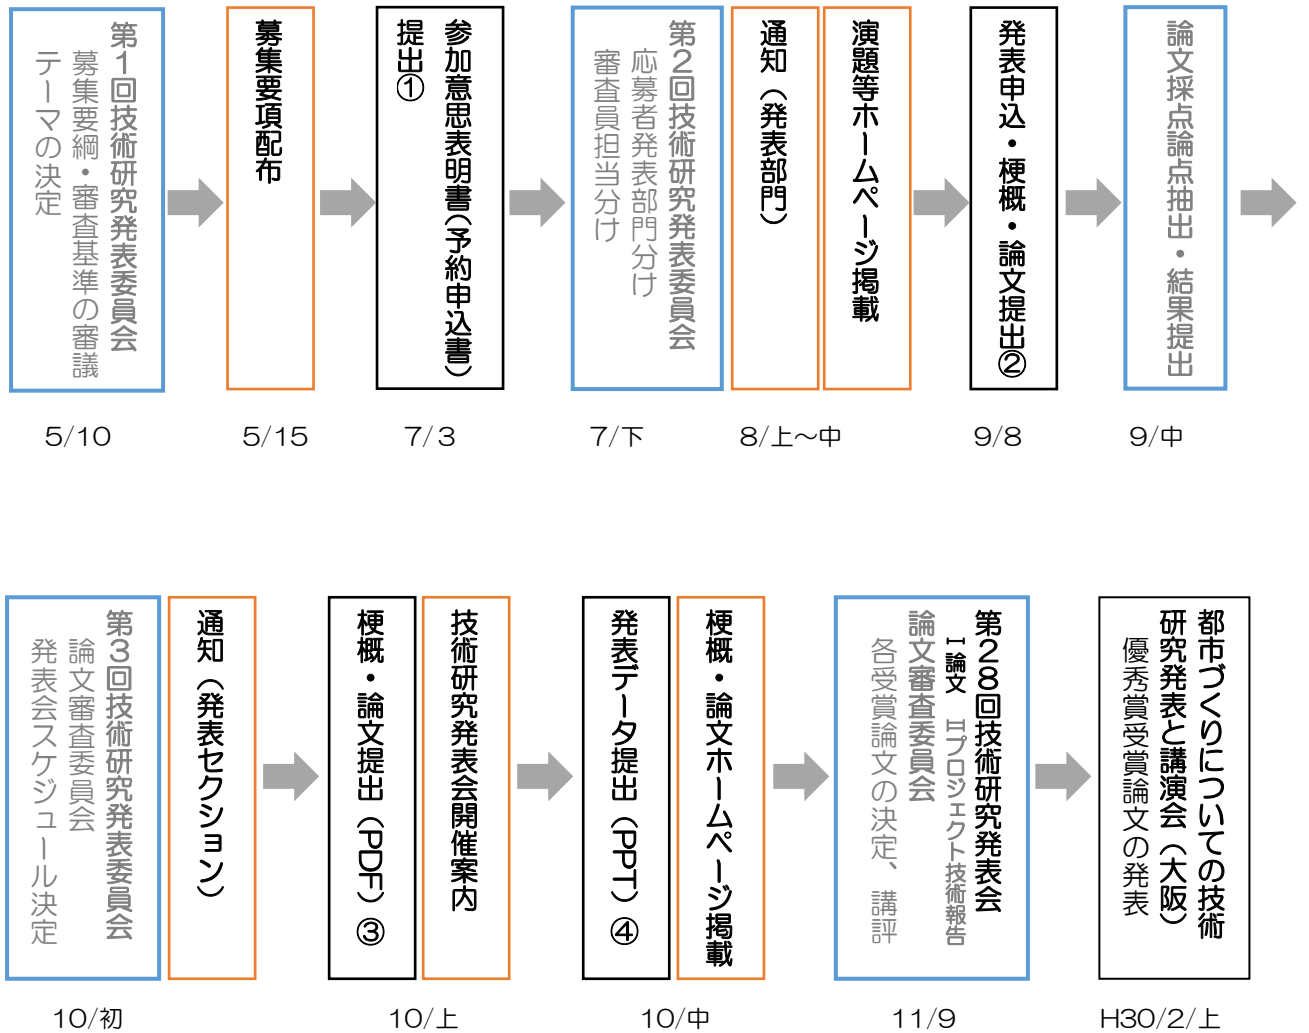 第１回技術研究発表委員会
募集要綱・審査基準の審議
テーマの決定
5/10
募集要項配布
5/15
参加意思表明書（予約申込書）
提出①
7/３
第２回技術研究発表委員会
応募者発表部門分け
審査員担当分け
7/下
通知（発表部門）
演題等ホームページ掲載
8/上～中
発表申込・梗概・論文提出②
9/8
論文採点論点抽出・結果提出
9/中
第３回技術研究発表委員会
論文審査委員会
発表会スケジュール決定
通知（発表セクション）
10/初
梗概・論文提出（PDF）③
技術研究発表会開催案内
10/上
発表データ提出（PPT）④
梗概・論文ホームページ掲載
10/中
第２８回技術研究発表会
Ⅰ論文　Ⅱプロジェクト技術報告
論文審査委員会
各受賞論文の決定、講評
11/9
都市づくりについての技術
研究発表と講演会（大阪）
優秀賞受賞論文の発表
H30/2/上